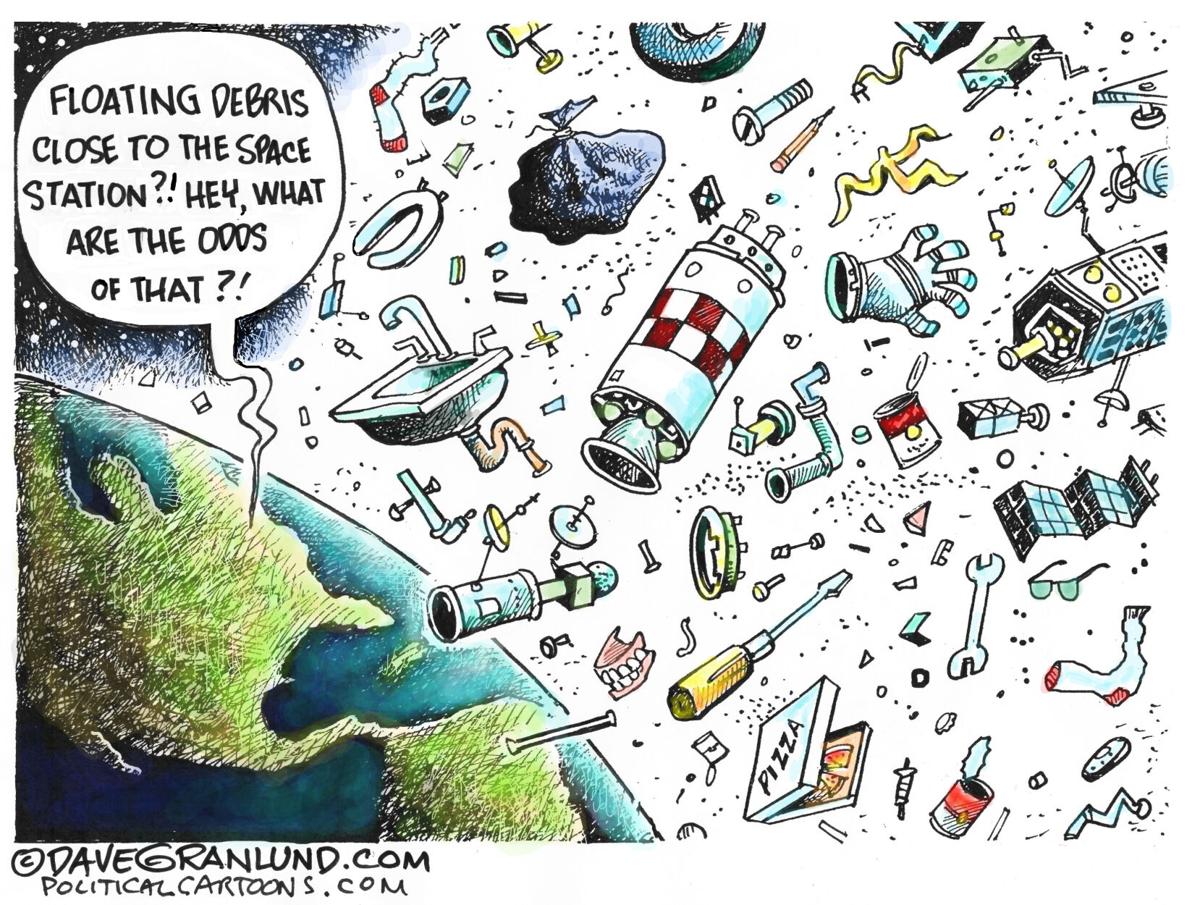 FLOATING DEBRIS
CLOSE TO THE SPACE
STATION?! HEY, WHAT
ARE THE ODDS
OF THAT?!
PIZZA
©DAVEGRANLUND.COM
POLITICALCARTOONS.COM